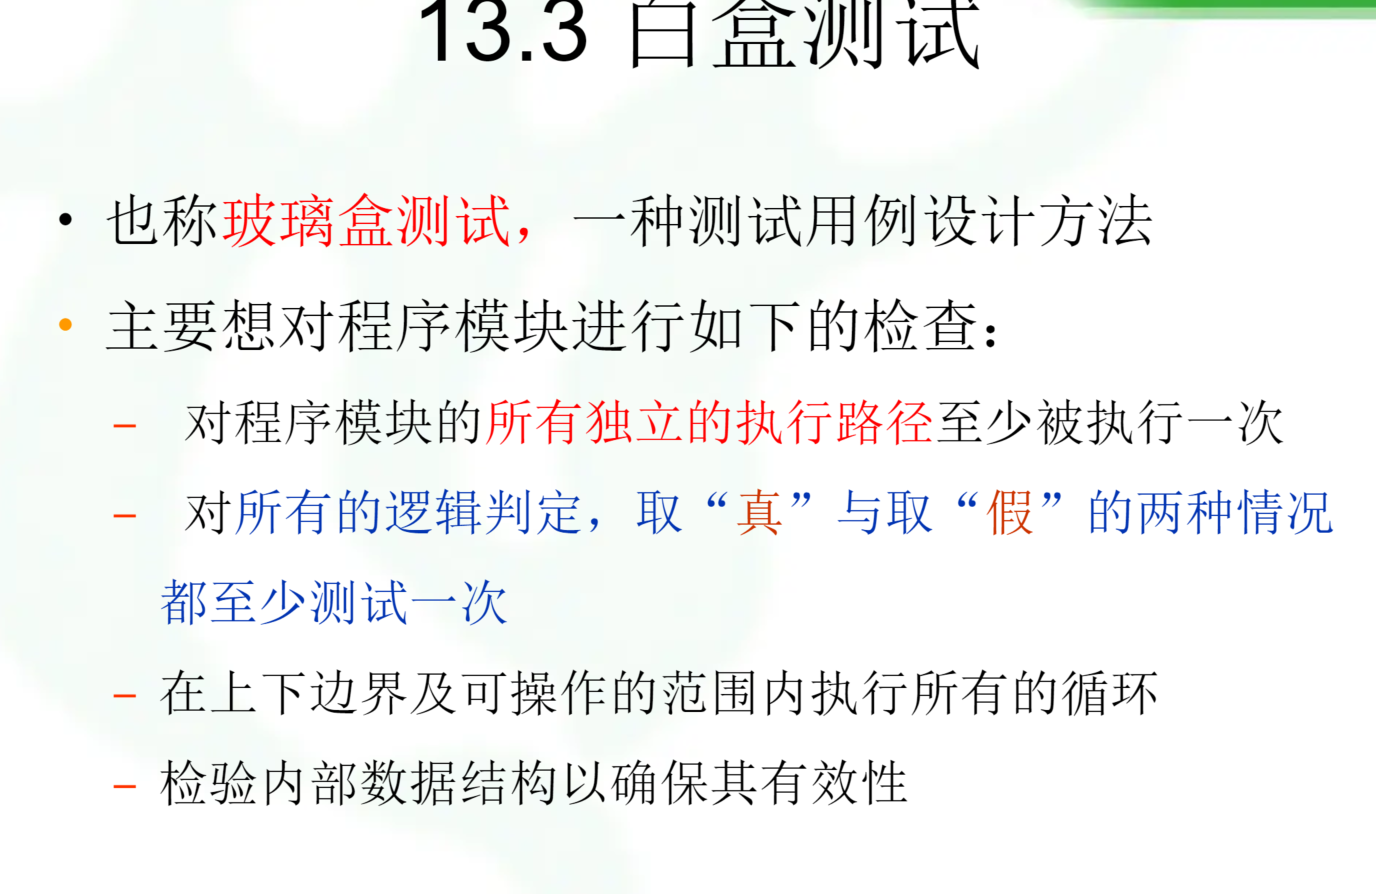 13.3 白盒测试
• 也称玻璃盒测试，一种测试用例设计方法
• 主要想对程序模块进行如下的检查：
– 对程序模块的所有独立的执行路径至少被执行一次
– 对所有的逻辑判定，取“真”与取“假”的两种情况
都至少测试一次
– 在上下边界及可操作的范围内执行所有的循环
– 检验内部数据结构以确保其有效性